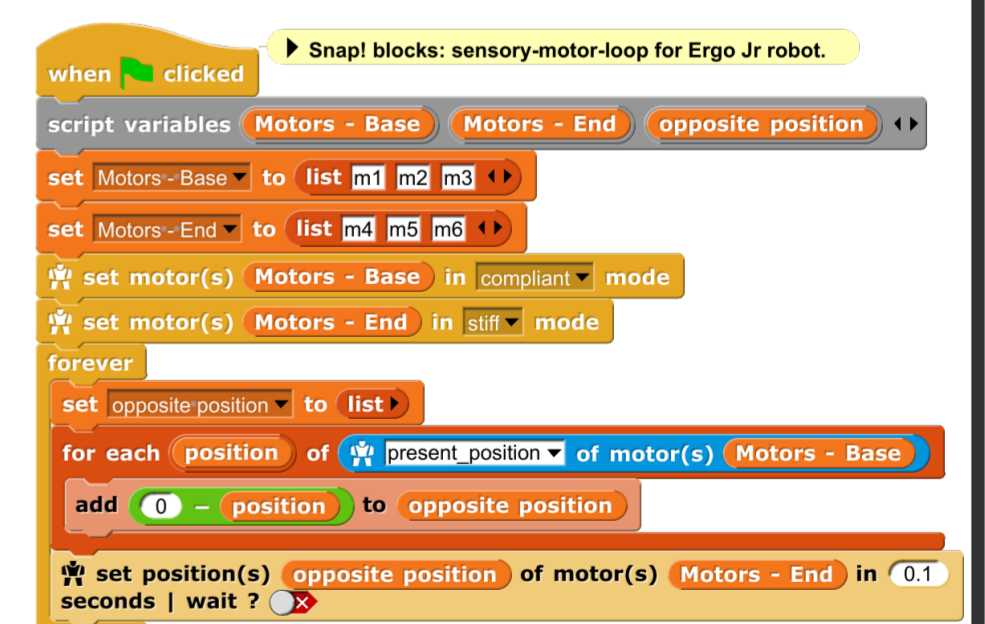 Snap! blocks: sensory-motor-loop for Ergo Jr robot.
when clicked
script variables Motors - Base Motors - End opposite position
set Motors - Base to list m1 m2 m3
set Motors - End to list m4 m5 m6
set motor(s) Motors - Base in compliant mode
set motor(s) Motors - End in stiff mode
forever
set opposite position to list
for each position of present_position of motor(s) Motors - Base
add 0 - position to opposite position
set position(s) opposite position of motor(s) Motors - End in 0.1
seconds | wait ?